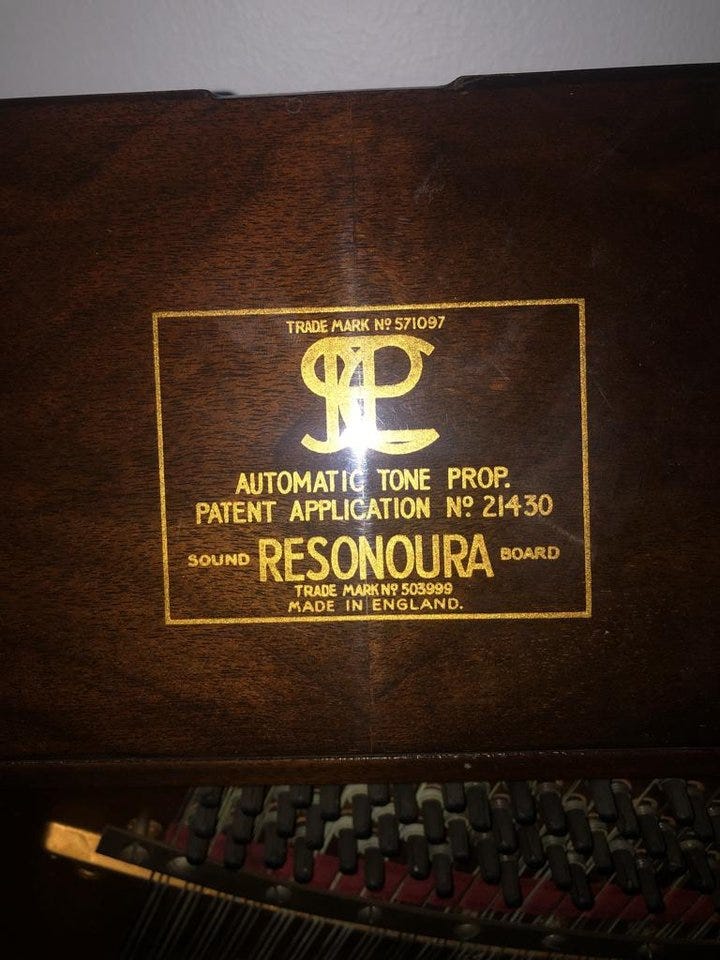 TRADE MARK Nº 571097
AUTOMATIC TONE PROP.
PATENT APPLICATION Nº 21430
SOUND RESONOURA BOARD
TRADE MARK Nº 503999
MADE IN ENGLAND.